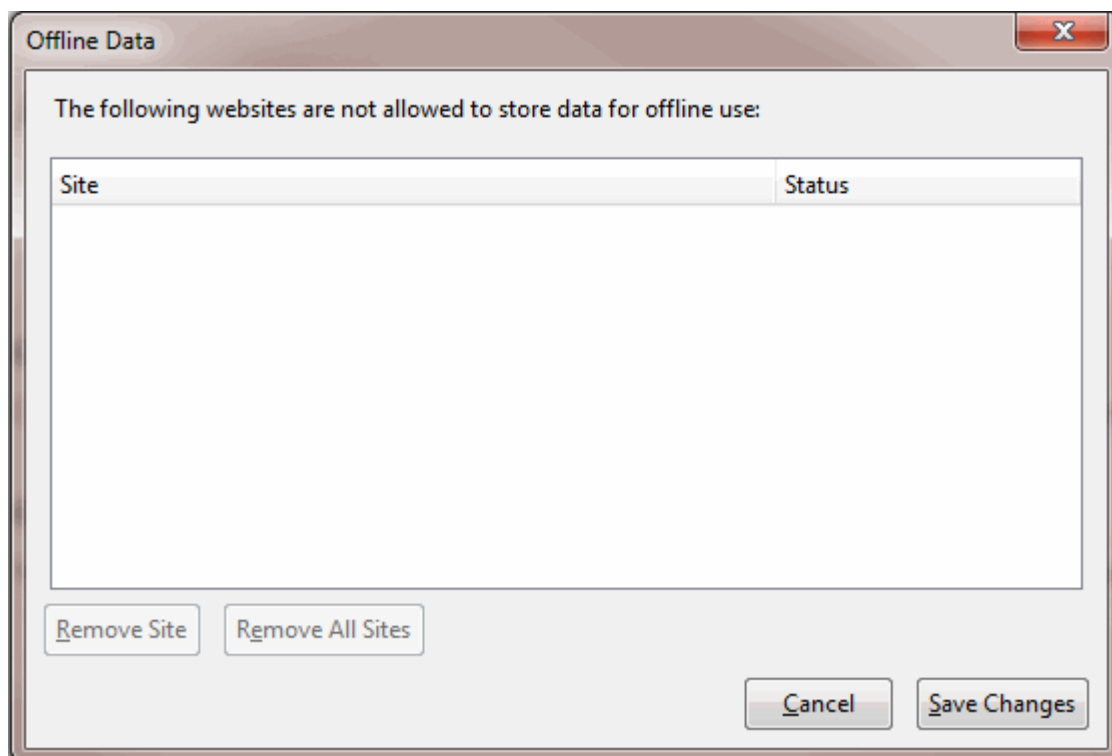 Offline Data
The following websites are not allowed to store data for offline use:
Site Status
Remove Site Remove All Sites
Cancel Save Changes